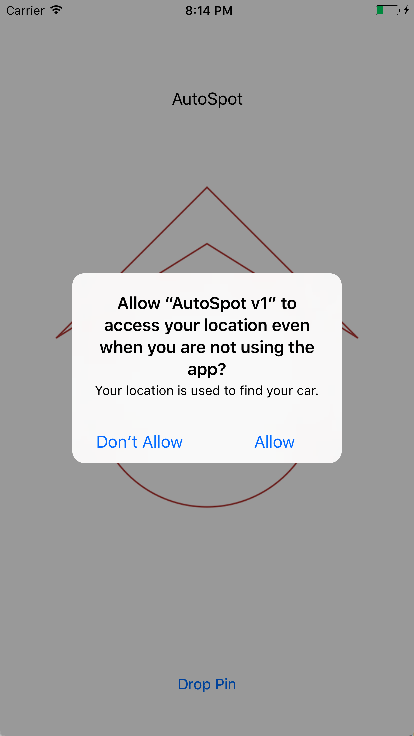 Carrier 8:14 PM
AutoSpot
Allow “AutoSpot v1” to
access your location even
when you are not using the
app?
Your location is used to find your car.
Don’t Allow Allow
Drop Pin